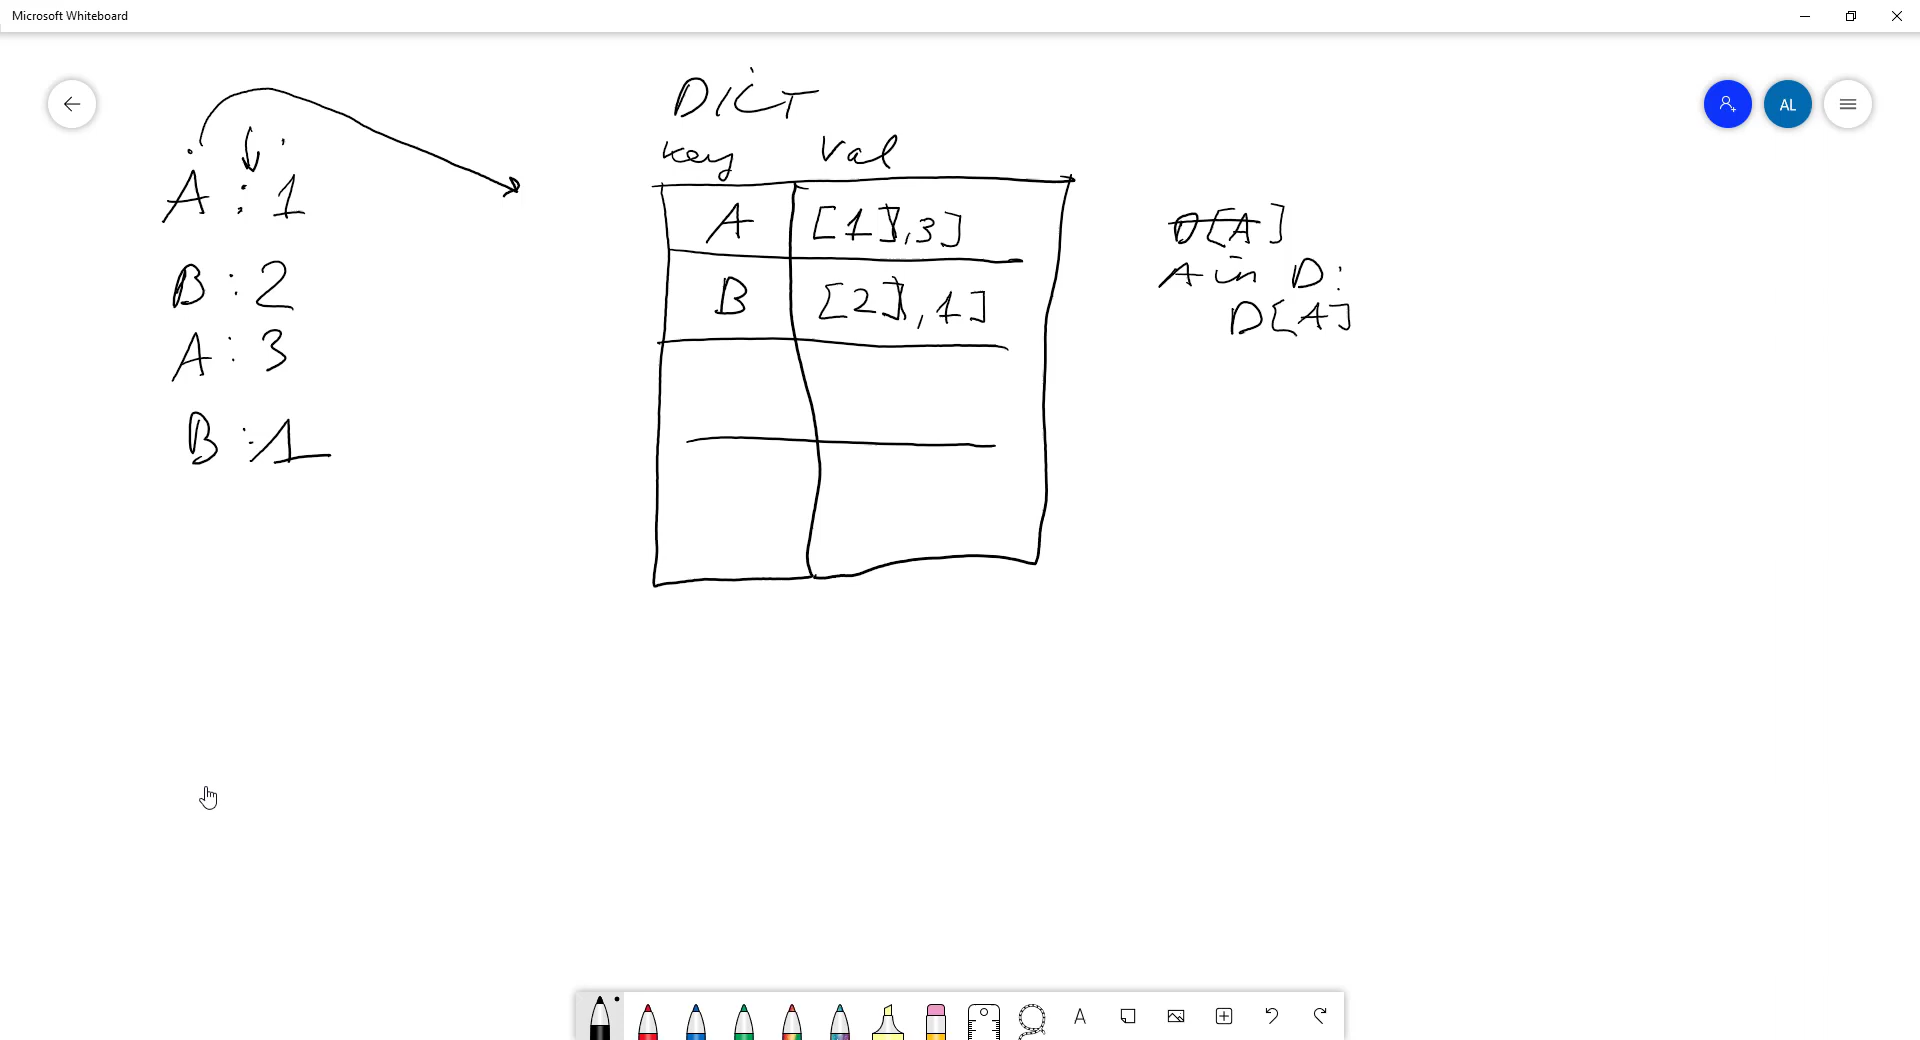 Microsoft Whiteboard
AL
A : 1
B : 2
A : 3
B : 1
DICT
key Val
A [1],3]
B [2],1]
D[A]
A in D:
D[A]
A